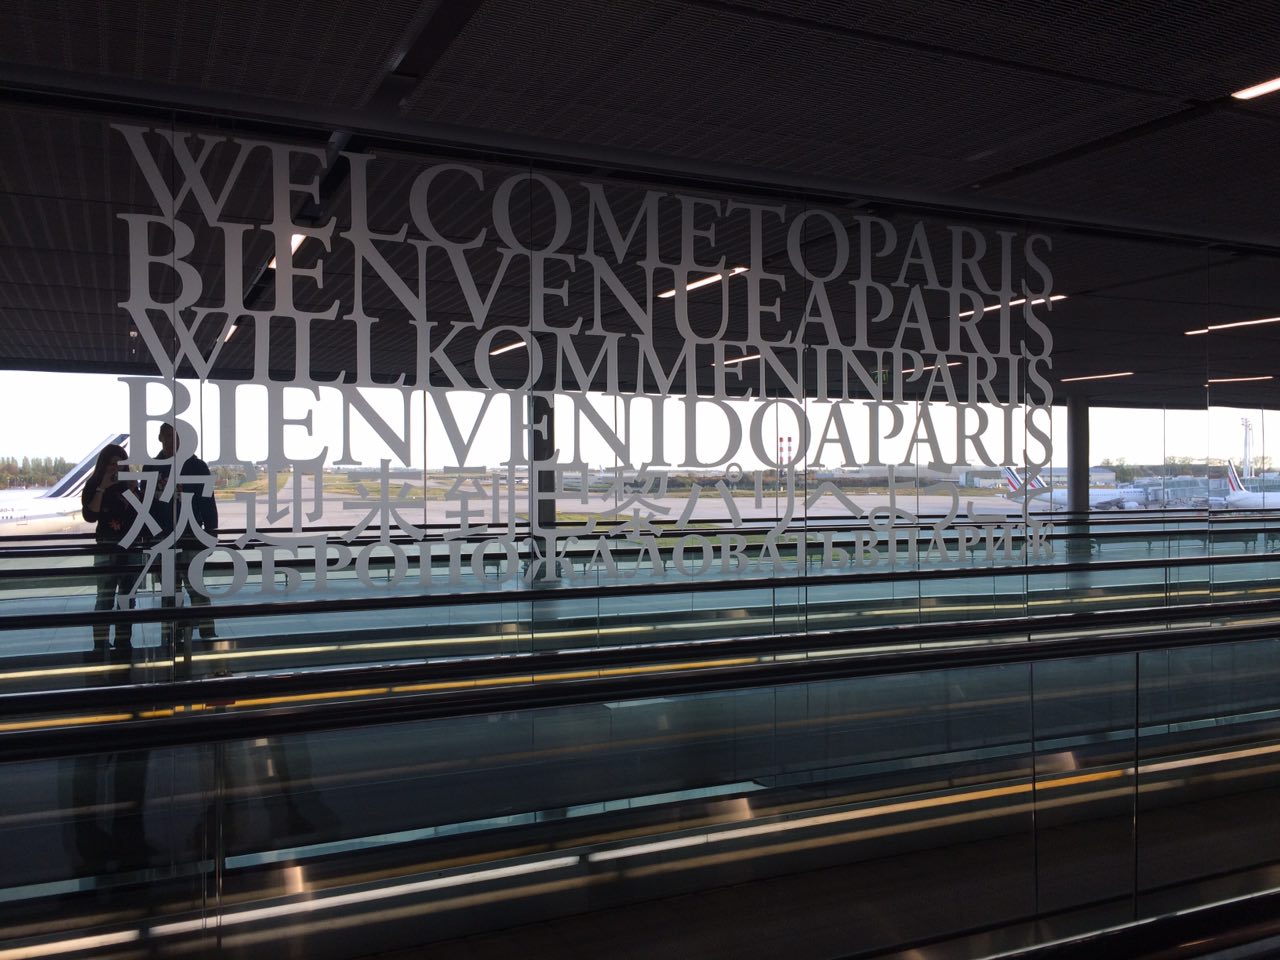 WELCOMETOPARIS
BIENVENUEAPARIS
WILLKOMMENINPARIS
BIENVENIDOAPARIS
欢迎来到巴黎パリへようこそ
ДОБРОПОЖАЛОВАТЬВПАРИЖ